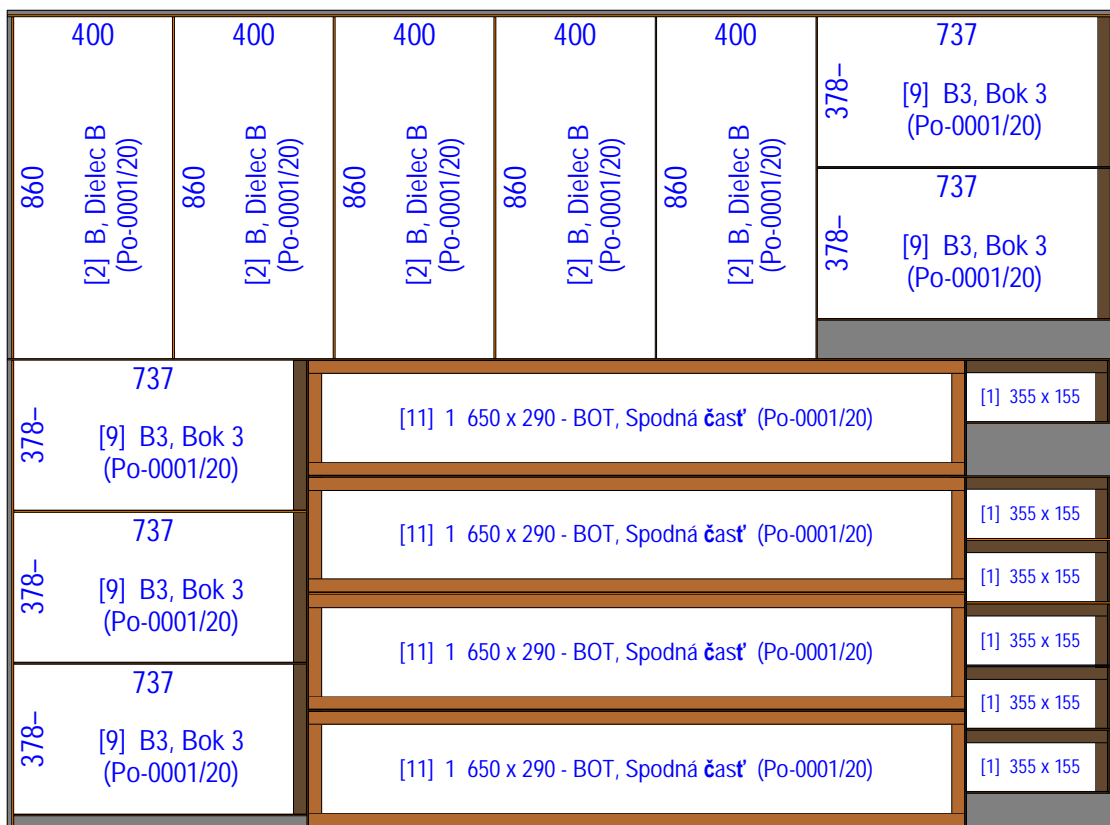 400
860
[2] B, Dielec B
(Po-0001/20)
400
860
[2] B, Dielec B
(Po-0001/20)
400
860
[2] B, Dielec B
(Po-0001/20)
400
860
[2] B, Dielec B
(Po-0001/20)
400
860
[2] B, Dielec B
(Po-0001/20)
737
378–
[9] B3, Bok 3
(Po-0001/20)
737
378–
[9] B3, Bok 3
(Po-0001/20)
737
378–
[9] B3, Bok 3
(Po-0001/20)
737
378–
[9] B3, Bok 3
(Po-0001/20)
737
378–
[9] B3, Bok 3
(Po-0001/20)
[11] 1 650 x 290 - BOT, Spodná časť (Po-0001/20)
[11] 1 650 x 290 - BOT, Spodná časť (Po-0001/20)
[11] 1 650 x 290 - BOT, Spodná časť (Po-0001/20)
[11] 1 650 x 290 - BOT, Spodná časť (Po-0001/20)
[1] 355 x 155
[1] 355 x 155
[1] 355 x 155
[1] 355 x 155
[1] 355 x 155
[1] 355 x 155